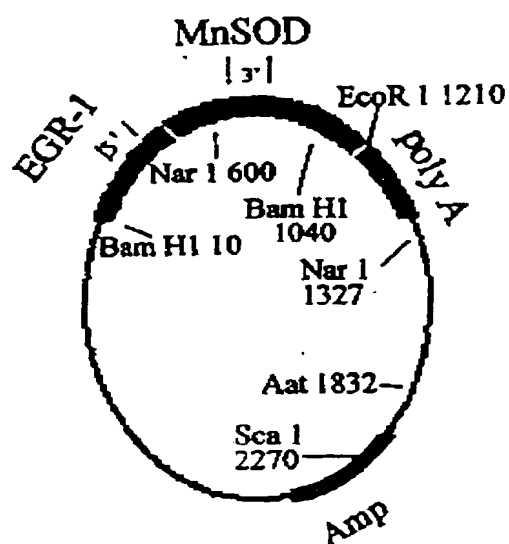 MnSOD
3'
EcoR 1 1210
EGR-1
5'
poly A
Nar 1 600
Bam H1
1040
Bam H1 10
Nar 1
1327
Aat 1832
Sca 1
2270
Amp